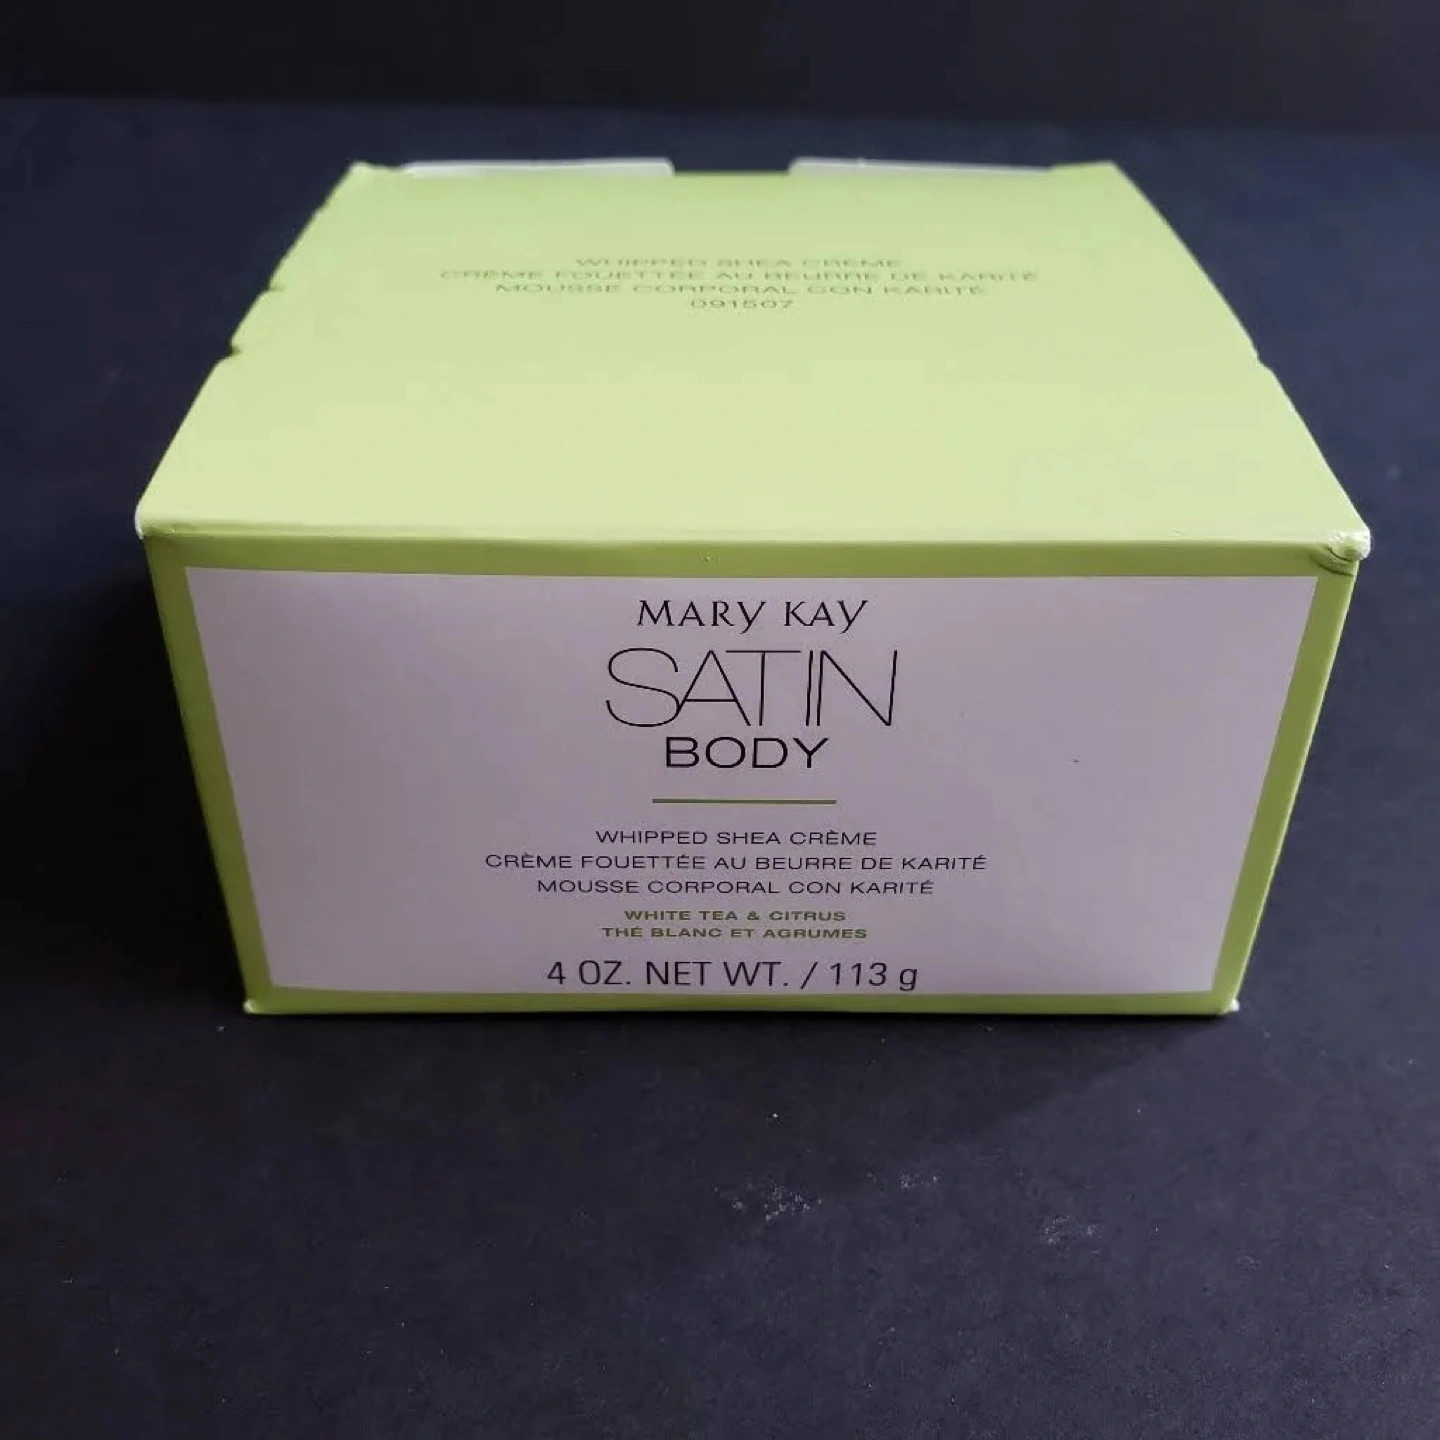 WHIPPED SHEA CRÈME
CRÈME FOUETTÉE AU BEURRE DE KARITÉ
MOUSSE CORPORAL CON KARITÉ
091507
MARY KAY
SATIN
BODY
WHIPPED SHEA CRÈME
CRÈME FOUETTÉE AU BEURRE DE KARITÉ
MOUSSE CORPORAL CON KARITÉ
WHITE TEA & CITRUS
THÉ BLANC ET AGRUMES
4 OZ. NET WT. / 113 g